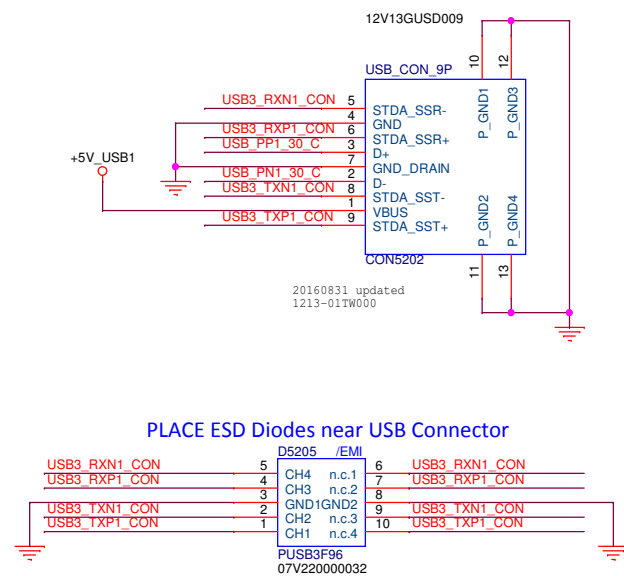 12V13GUSD009
USB_CON_9P
10
12
P_GND1
P_GND3
USB3_RXN1_CON 5 STDA_SSR-
4 GND
USB3_RXP1_CON 6 STDA_SSR+
USB_PP1_30_C 3 D+
7 GND_DRAIN
+5V_USB1
USB_PN1_30_C 2 D-
USB3_TXN1_CON 8 STDA_SST-
1 VBUS
USB3_TXP1_CON 9 STDA_SST+
P_GND2
P_GND4
CON5202
11
13
20160831 updated
1213-01TW000
PLACE ESD Diodes near USB Connector
D5205 /EMI
USB3_RXN1_CON 5 CH4 n.c.1 6 USB3_RXN1_CON
USB3_RXP1_CON 4 CH3 n.c.2 7 USB3_RXP1_CON
3 GND1GND2 8
USB3_TXN1_CON 2 CH2 n.c.3 9 USB3_TXN1_CON
USB3_TXP1_CON 1 CH1 n.c.4 10 USB3_TXP1_CON
PUSB3F96
07V220000032